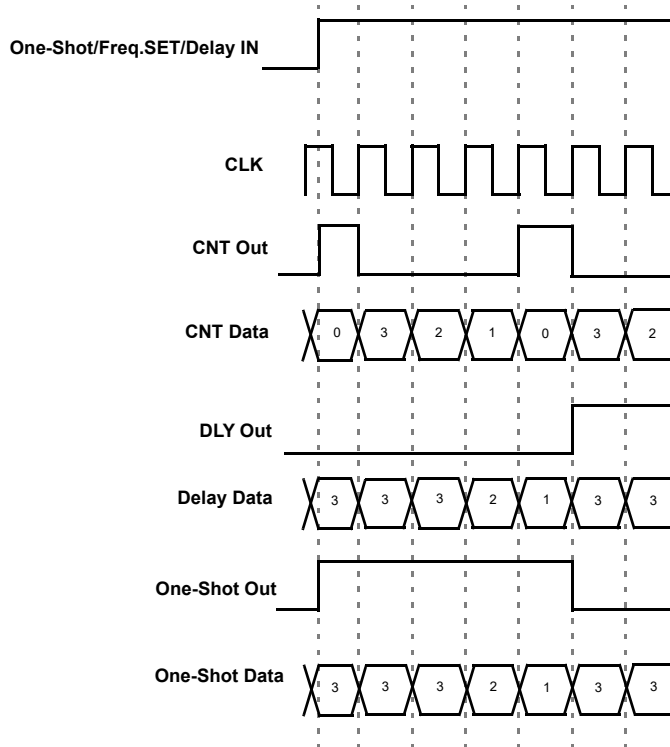 One-Shot/Freq.SET/Delay IN
CLK
CNT Out
CNT Data 0 3 2 1 0 3 2
DLY Out
Delay Data 3 3 3 2 1 3 3
One-Shot Out
One-Shot Data 3 3 3 2 1 3 3